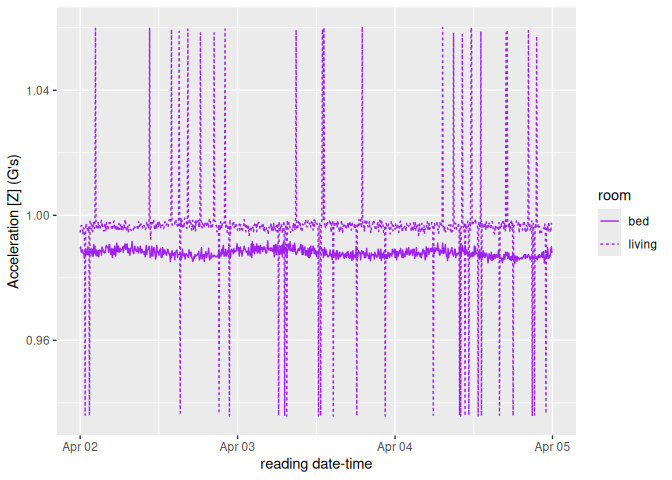 1.04
1.00
0.96
Acceleration [Z] (G's)
Apr 02
Apr 03
Apr 04
Apr 05
reading date-time
room
bed
living